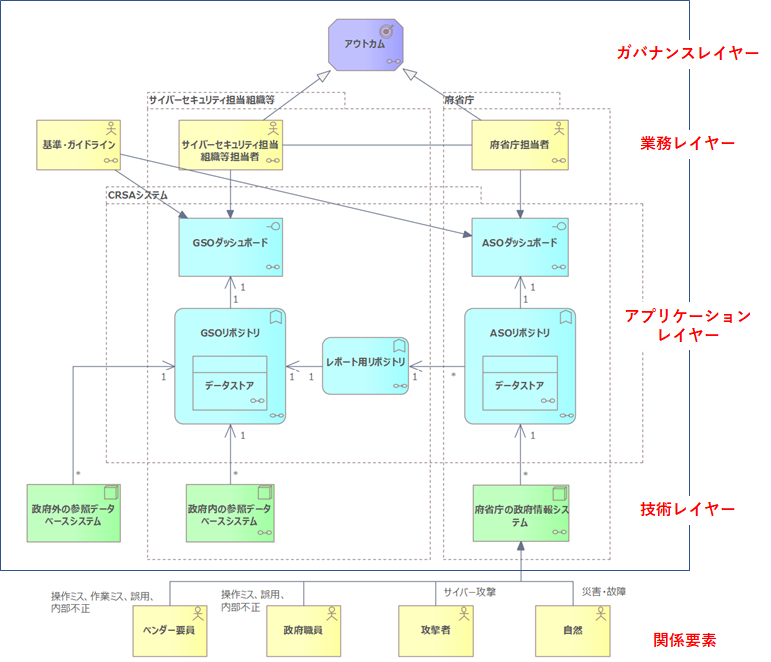 アウトカム
ガバナンスレイヤー
サイバーセキュリティ担当組織等
府省庁
基準・ガイドライン
サイバーセキュリティ担当
組織等担当者
府省庁担当者
業務レイヤー
CRSAシステム
GSOダッシュボード
ASOダッシュボード
1
1
1
1
GSOリポジトリ
データストア
レポート用リポジトリ
ASOリポジトリ
データストア
アプリケーション
レイヤー
1
1
1
1
*
1
1
*
*
*
政府外の参照データ
ベースシステム
政府内の参照データ
ベースシステム
府省庁の政府情報シス
テム
技術レイヤー
操作ミス、作業ミス、誤用、
内部不正
操作ミス、誤用、
内部不正
サイバー攻撃
災害・故障
ベンダー要員
政府職員
攻撃者
自然
関係要素